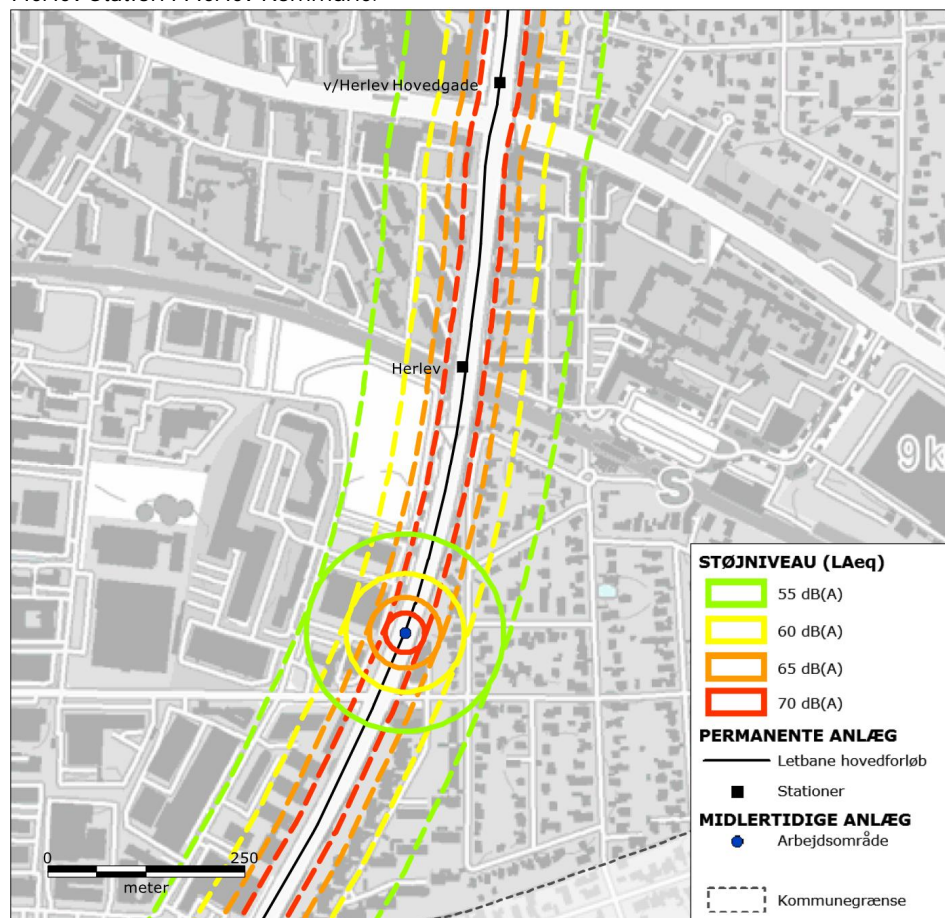 Herlev Station i Herlev Kommune.
v/Herlev Hovedgade
Herlev
9 k
S
STØJNIVEAU (LAeq)
55 dB(A)
60 dB(A)
65 dB(A)
70 dB(A)
PERMANENTE ANLÆG
Letbane hovedforløb
Stationer
MIDLERTIDIGE ANLÆG
Arbejdsområde
Kommunegrænse
0 250
meter